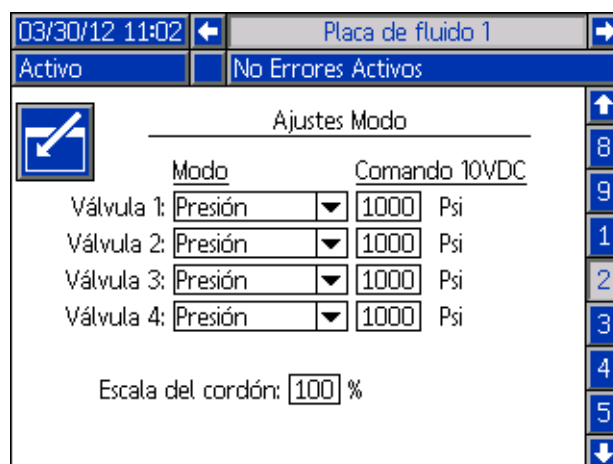 03/30/12 11:02 Placa de fluido 1
Activo No Errores Activos
Ajustes Modo
Modo Comando 10VDC
Válvula 1: Presión 1000 Psi
Válvula 2: Presión 1000 Psi
Válvula 3: Presión 1000 Psi
Válvula 4: Presión 1000 Psi
Escala del cordón: 100 %
8
9
1
2
3
4
5